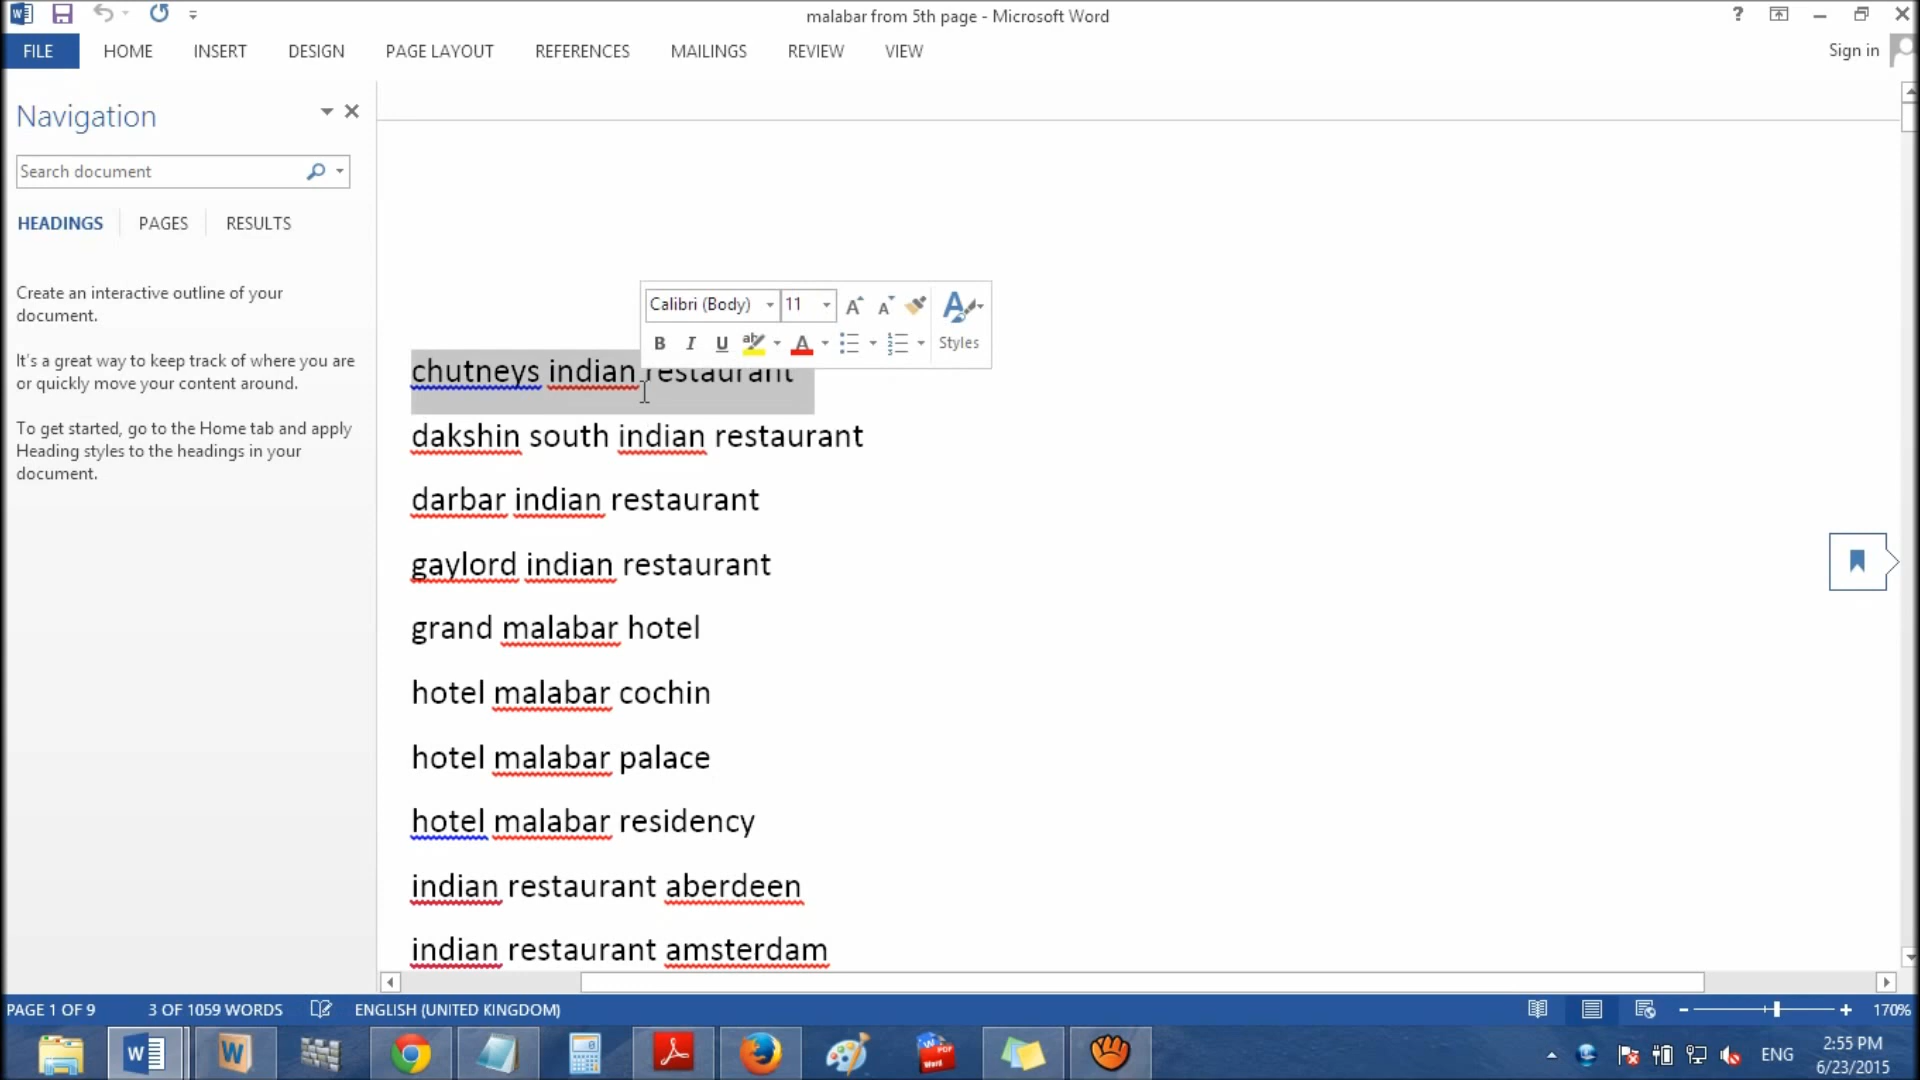 malabar from 5th page - Microsoft Word
FILE HOME INSERT DESIGN PAGE LAYOUT REFERENCES MAILINGS REVIEW VIEW Sign in
Navigation
Search document
HEADINGS PAGES RESULTS
Create an interactive outline of your
document.
It's a great way to keep track of where you are
or quickly move your content around.
To get started, go to the Home tab and apply
Heading styles to the headings in your
document.
Calibri (Body) 11
B I U Styles
chutneys indian restaurant
dakshin south indian restaurant
darbar indian restaurant
gaylord indian restaurant
grand malabar hotel
hotel malabar cochin
hotel malabar palace
hotel malabar residency
indian restaurant aberdeen
indian restaurant amsterdam
PAGE 1 OF 9 3 OF 1059 WORDS ENGLISH (UNITED KINGDOM) 170%
ENG 2:55 PM
6/23/2015